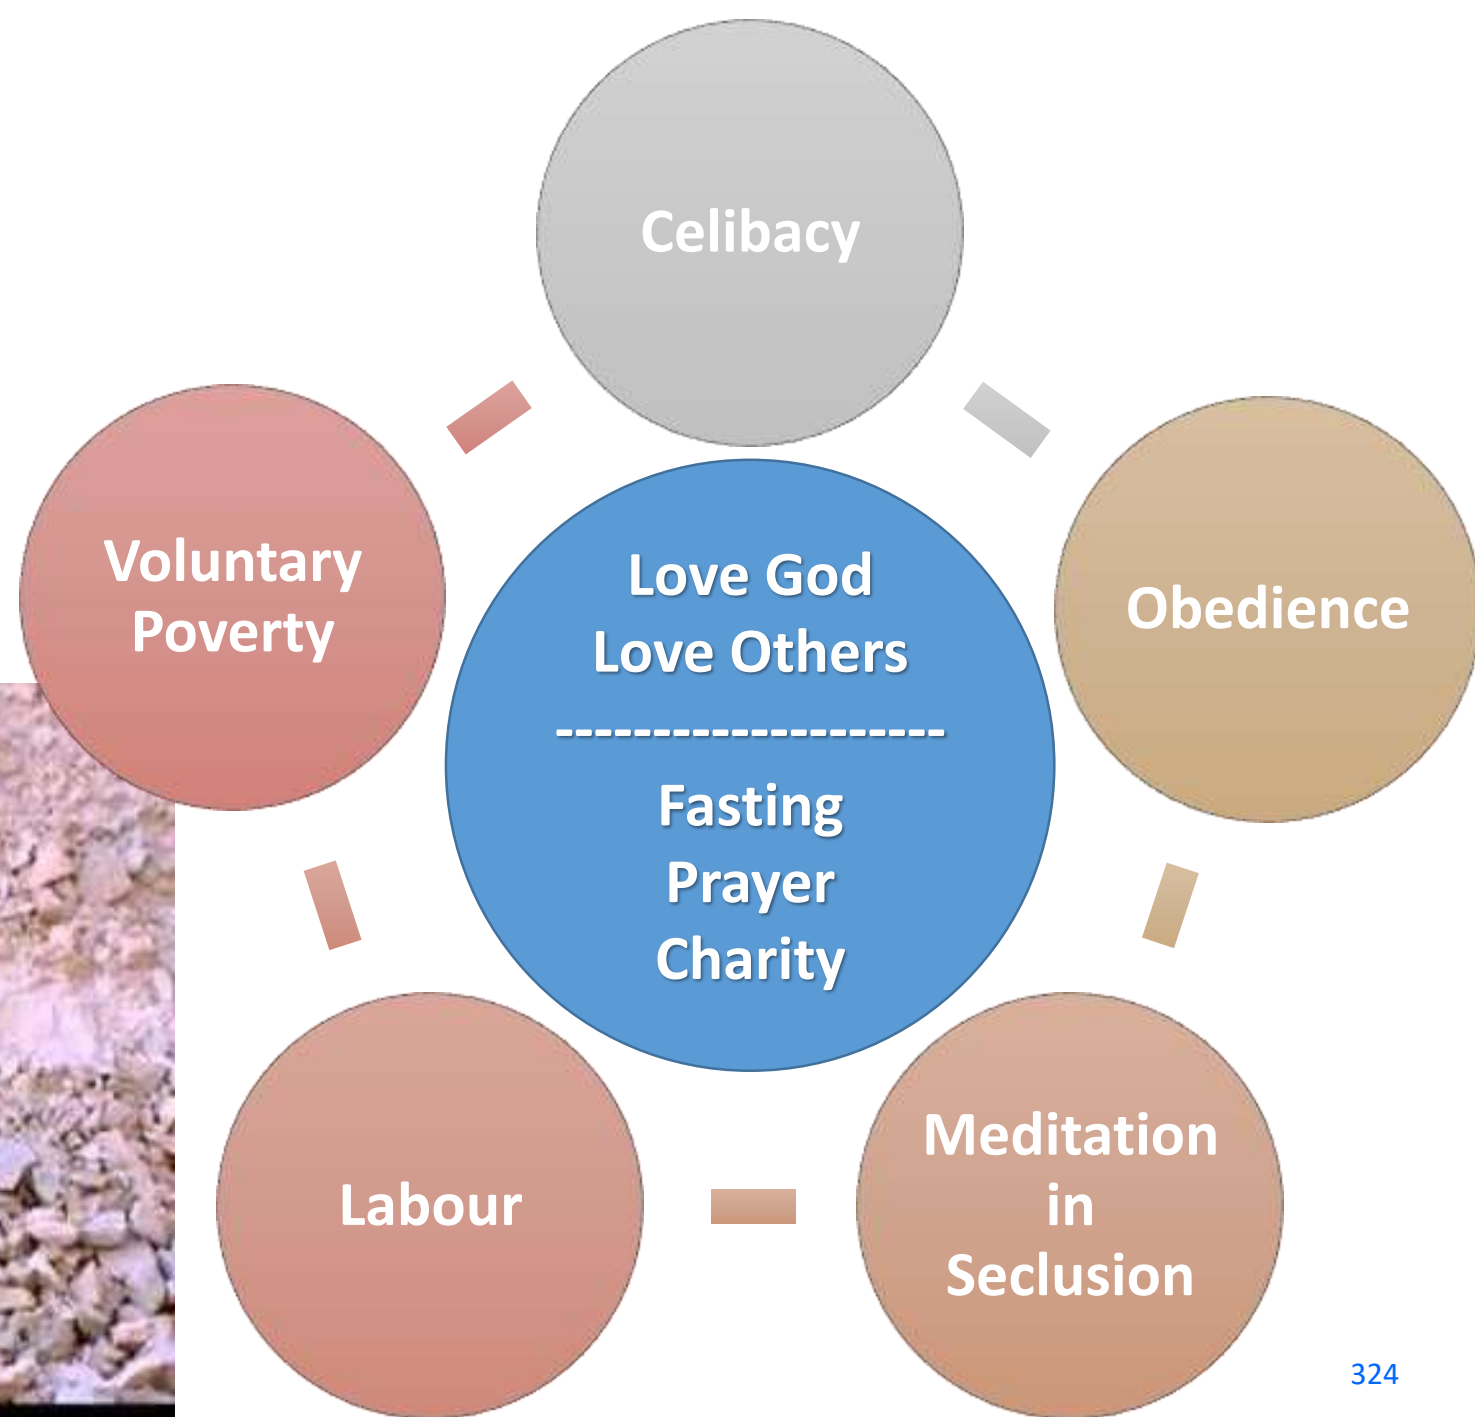 Celibacy
Voluntary
Poverty
Obedience
Love God
Love Others
--------------------
Fasting
Prayer
Charity
Labour
Meditation
in
Seclusion
324